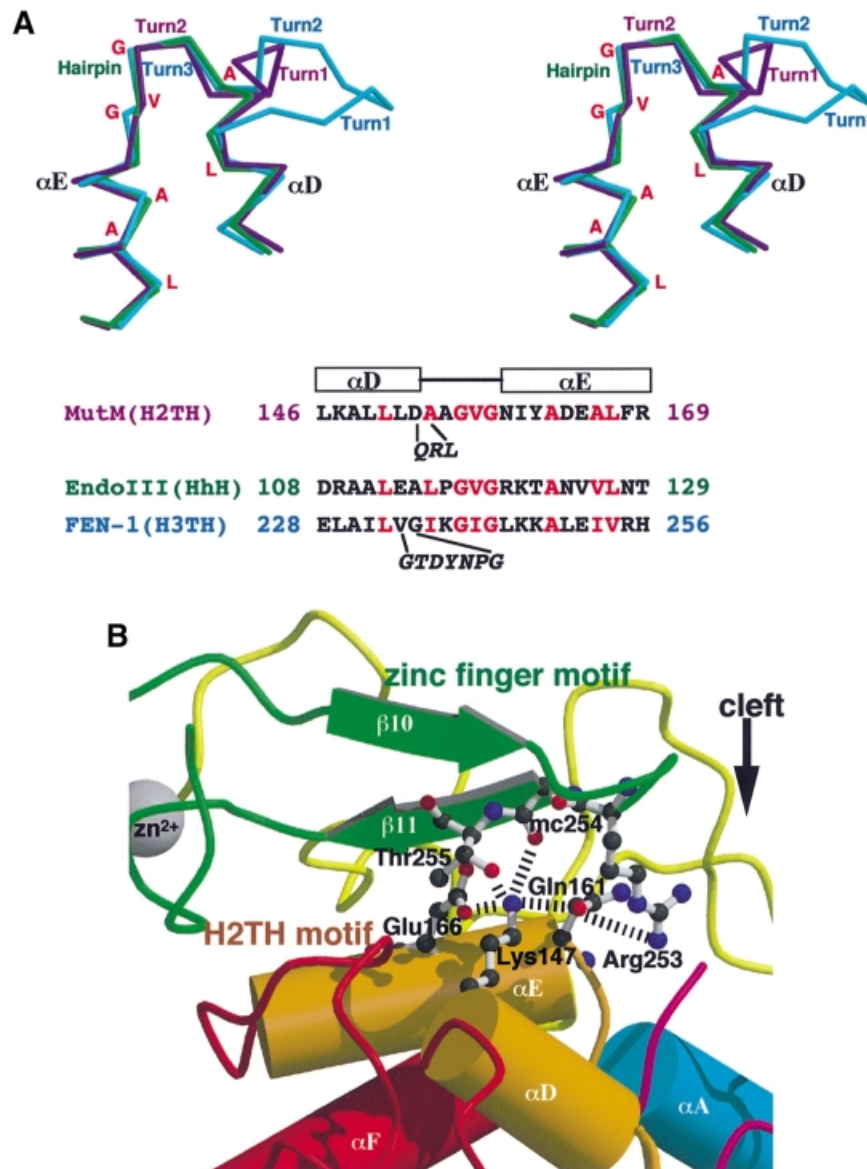 A
Turn2
Turn2
G
Hairpin
Turn3
A
Turn1
G
V
Turn1
αE
L
αD
A
A
L
Turn2
Turn2
G
Hairpin
Turn3
A
Turn1
G
V
Turn
αE
L
αD
A
A
L
αD αE
MutM(H2TH) 146 LKALLLLDAAGVGNIYADEALFR 169
QRL
EndoIII(HhH) 108 DRAALEALPGVGRKTANVVLNT 129
FEN-1(H3TH) 228 ELAILVGIKGIGLKKALEIVRH 256
GTDYNPG
B
zinc finger motif
cleft
β10
zn2+
β11
mc254
Thr255
Gln161
H2TH motif
Glu166
Lys147
Arg253
αE
αD
αA
αF